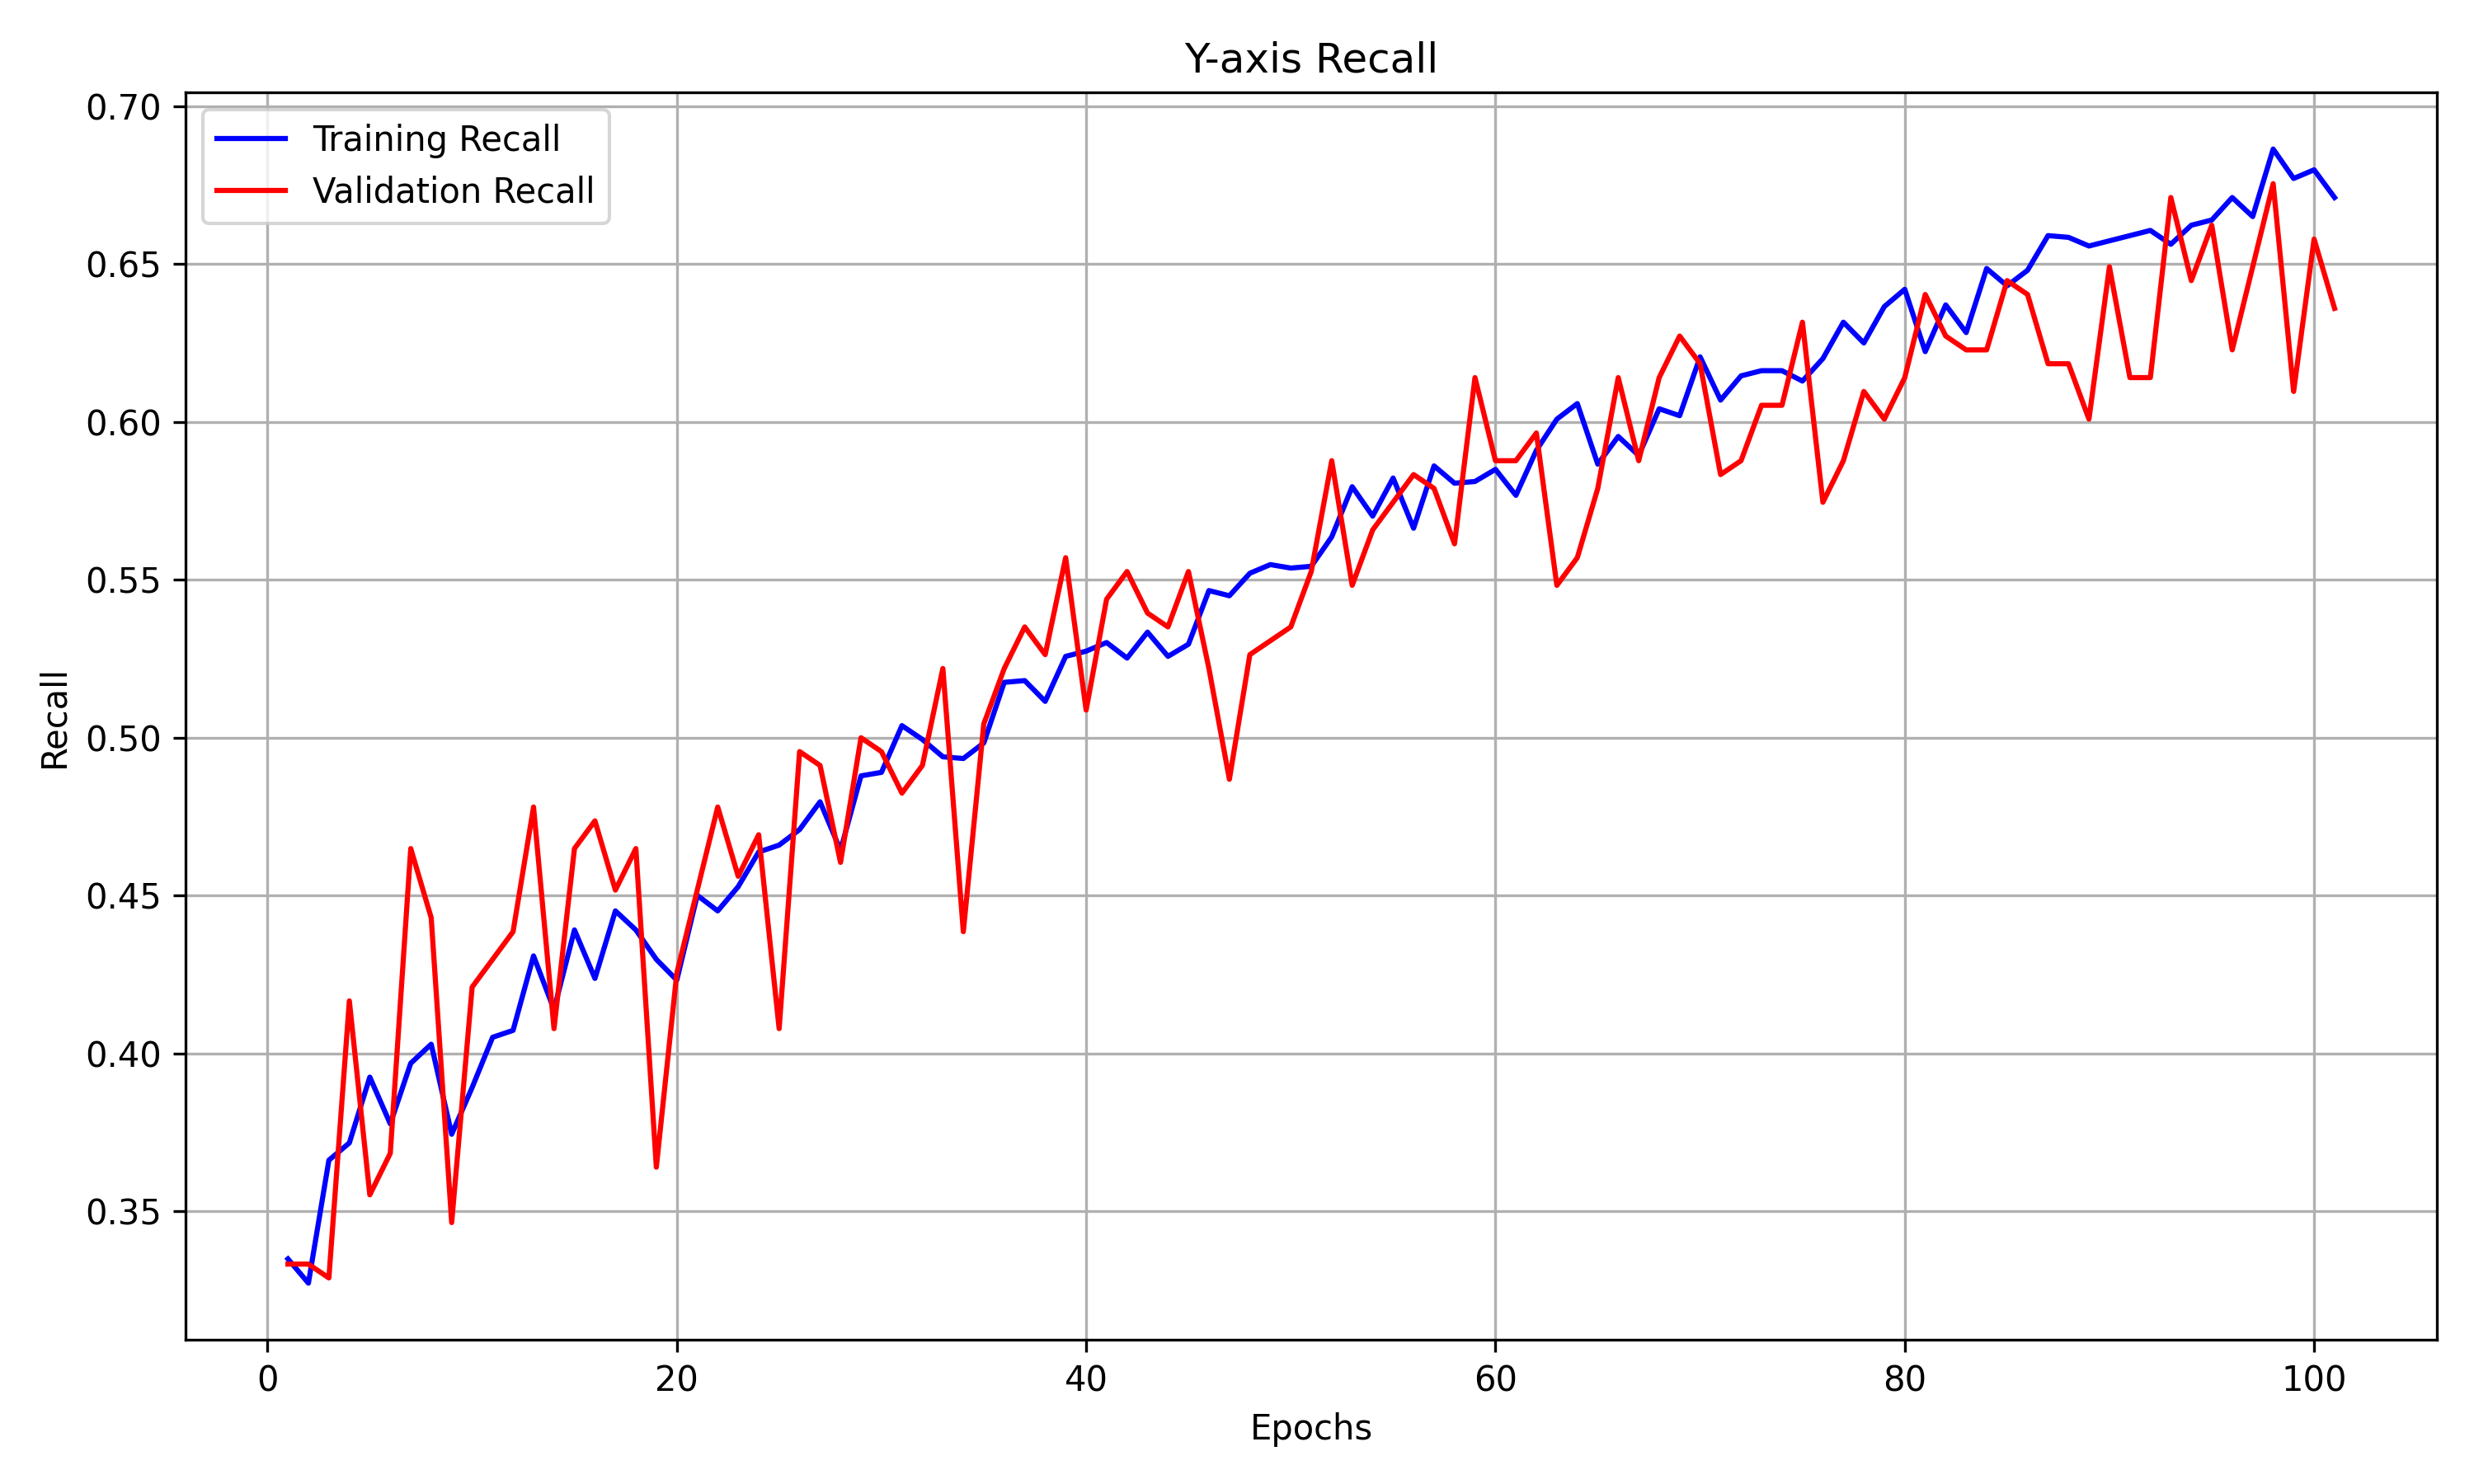 Y-axis Recall
Training Recall
Validation Recall
0.70
0.65
0.60
0.55
0.50
0.45
0.40
0.35
Recall
0 20 40 60 80 100
Epochs